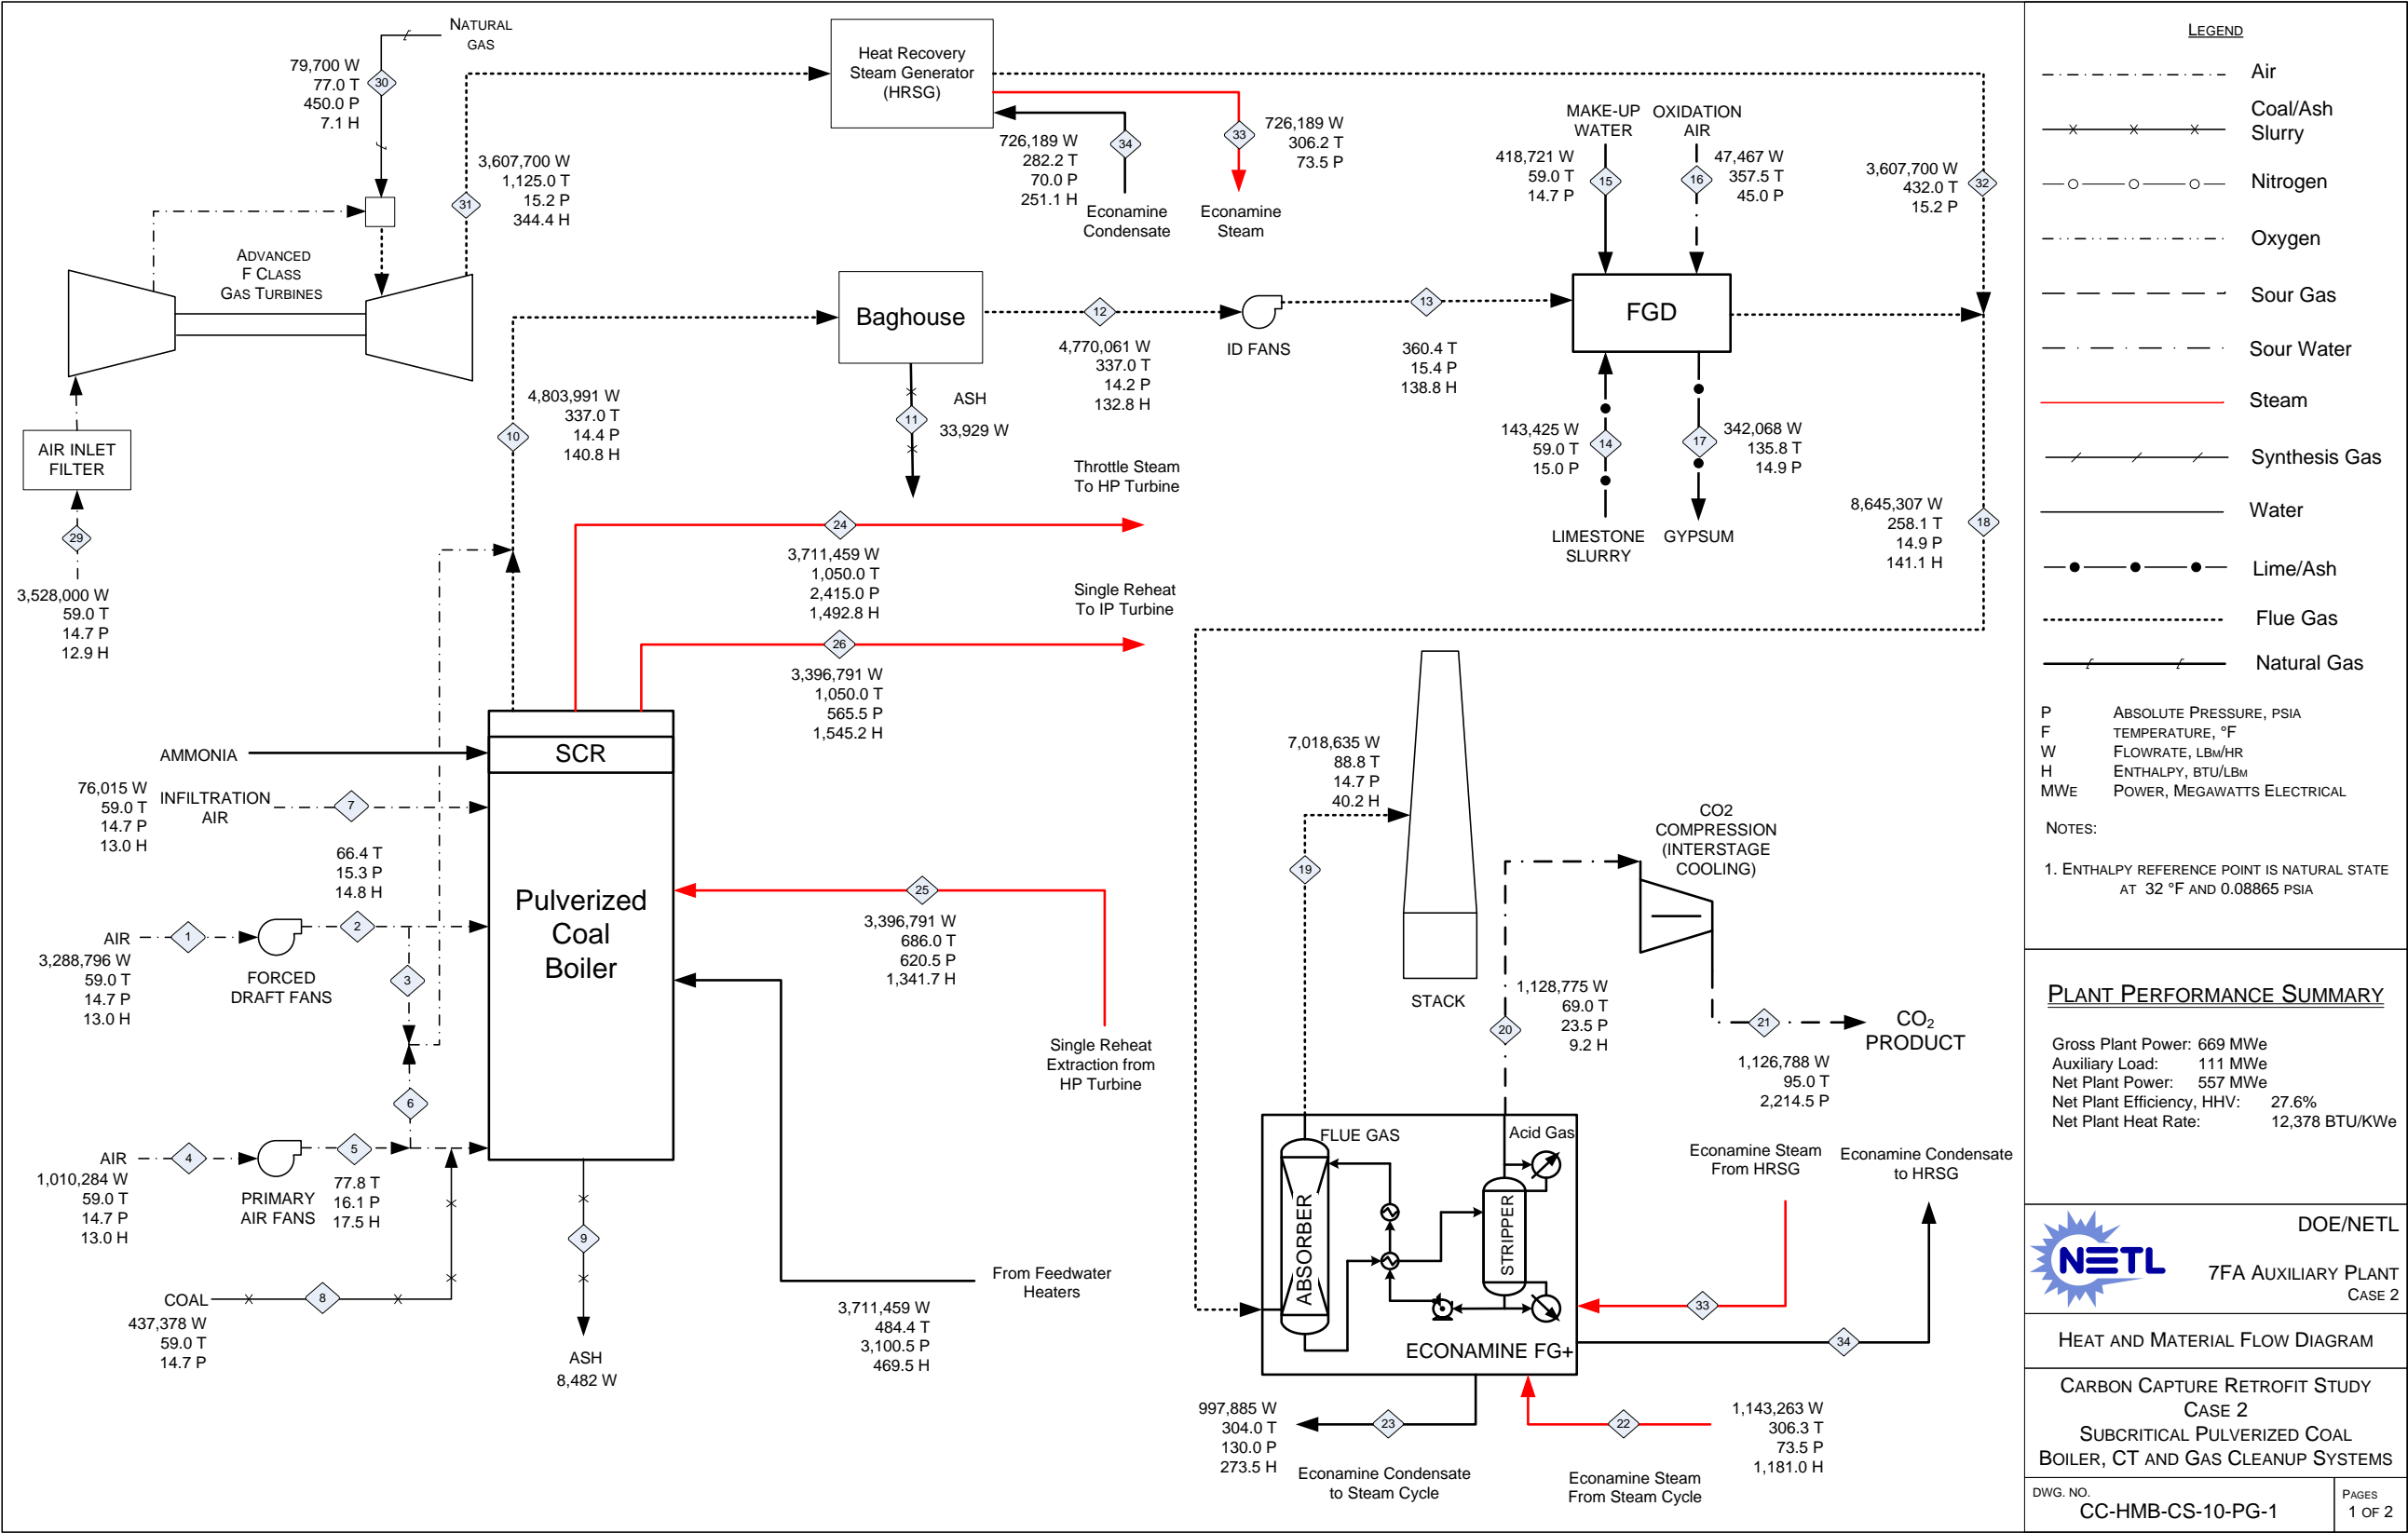 NATURAL
GAS
79,700 W
77.0 T
450.0 P
7.1 H
30
3,607,700 W
1,125.0 T
15.2 P
344.4 H
31
ADVANCED
F CLASS
GAS TURBINES
AIR INLET
FILTER
29
3,528,000 W
59.0 T
14.7 P
12.9 H
Heat Recovery
Steam Generator
(HRSG)
726,189 W
282.2 T
70.0 P
251.1 H
34
Econamine
Condensate
33
726,189 W
306.2 T
73.5 P
Econamine
Steam
MAKE-UP
WATER
418,721 W
59.0 T
14.7 P
15
OXIDATION
AIR
16
47,467 W
357.5 T
45.0 P
3,607,700 W
432.0 T
15.2 P
32
Baghouse
12
4,770,061 W
337.0 T
14.2 P
132.8 H
ID FANS
13
360.4 T
15.4 P
138.8 H
FGD
11
ASH
33,929 W
4,803,991 W
337.0 T
14.4 P
140.8 H
10
143,425 W
59.0 T
15.0 P
14
LIMESTONE
SLURRY
17
342,068 W
135.8 T
14.9 P
GYPSUM
8,645,307 W
258.1 T
14.9 P
141.1 H
18
Throttle Steam
To HP Turbine
24
3,711,459 W
1,050.0 T
2,415.0 P
1,492.8 H
Single Reheat
To IP Turbine
26
3,396,791 W
1,050.0 T
565.5 P
1,545.2 H
AMMONIA
SCR
76,015 W
59.0 T
14.7 P
13.0 H
INFILTRATION
AIR
7
66.4 T
15.3 P
14.8 H
AIR
1
2
3,288,796 W
59.0 T
14.7 P
13.0 H
FORCED
DRAFT FANS
3
Pulverized
Coal
Boiler
25
3,396,791 W
686.0 T
620.5 P
1,341.7 H
Single Reheat
Extraction from
HP Turbine
6
AIR
4
5
1,010,284 W
59.0 T
14.7 P
13.0 H
PRIMARY
AIR FANS
77.8 T
16.1 P
17.5 H
COAL
8
437,378 W
59.0 T
14.7 P
9
ASH
8,482 W
From Feedwater
Heaters
3,711,459 W
484.4 T
3,100.5 P
469.5 H
7,018,635 W
88.8 T
14.7 P
40.2 H
19
STACK
CO2
COMPRESSION
(INTERSTAGE
COOLING)
1,128,775 W
69.0 T
23.5 P
9.2 H
20
21
CO2
PRODUCT
1,126,788 W
95.0 T
2,214.5 P
FLUE GAS
Acid Gas
ABSORBER
STRIPPER
ECONAMINE FG+
Econamine Steam
From HRSG
33
Econamine Condensate
to HRSG
34
997,885 W
304.0 T
130.0 P
273.5 H
23
Econamine Condensate
to Steam Cycle
22
1,143,263 W
306.3 T
73.5 P
1,181.0 H
Econamine Steam
From Steam Cycle
LEGEND
Air
Coal/Ash
Slurry
Nitrogen
Oxygen
Sour Gas
Sour Water
Steam
Synthesis Gas
Water
Lime/Ash
Flue Gas
Natural Gas
P ABSOLUTE PRESSURE, PSIA
F TEMPERATURE, °F
W FLOWRATE, LBM/HR
H ENTHALPY, BTU/LBM
MWE POWER, MEGAWATTS ELECTRICAL
NOTES:
1. ENTHALPY REFERENCE POINT IS NATURAL STATE
AT 32 °F AND 0.08865 PSIA
PLANT PERFORMANCE SUMMARY
Gross Plant Power: 669 MWe
Auxiliary Load: 111 MWe
Net Plant Power: 557 MWe
Net Plant Efficiency, HHV: 27.6%
Net Plant Heat Rate: 12,378 BTU/KWe
NETL
DOE/NETL
7FA AUXILIARY PLANT
CASE 2
HEAT AND MATERIAL FLOW DIAGRAM
CARBON CAPTURE RETROFIT STUDY
CASE 2
SUBCRITICAL PULVERIZED COAL
BOILER, CT AND GAS CLEANUP SYSTEMS
DWG. NO.
CC-HMB-CS-10-PG-1
PAGES
1 OF 2